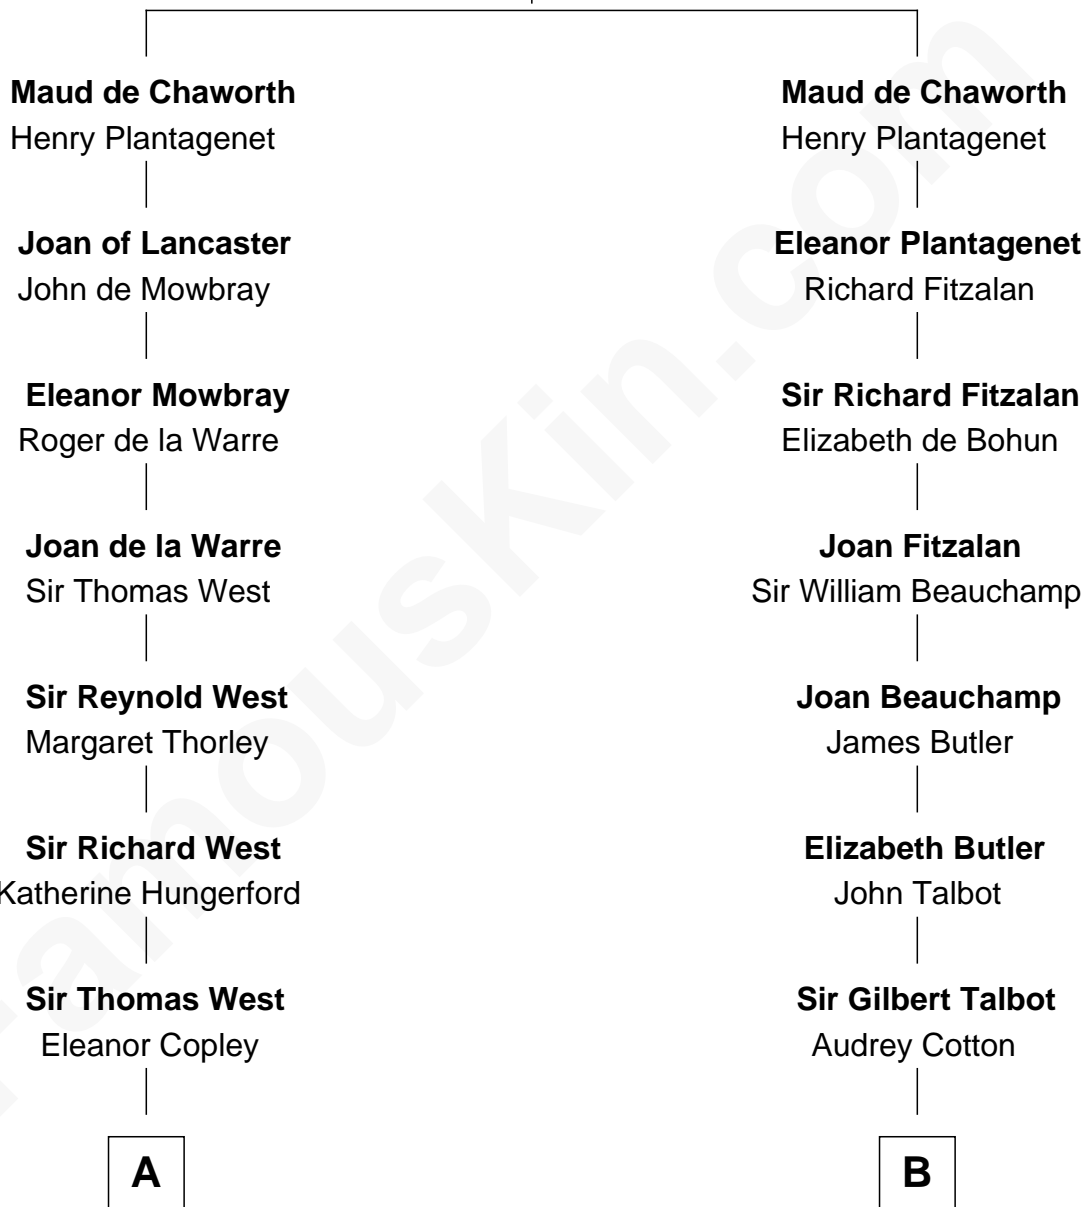 Maud de Chaworth
Henry Plantagenet
Joan of Lancaster
John de Mowbray
Eleanor Mowbray
Roger de la Warre
Joan de la Warre
Sir Thomas West
Sir Reynold West
Margaret Thorley
Sir Richard West
Katherine Hungerford
Sir Thomas West
Eleanor Copley
A
Maud de Chaworth
Henry Plantagenet
Eleanor Plantagenet
Richard Fitzalan
Sir Richard Fitzalan
Elizabeth de Bohun
Joan Fitzalan
Sir William Beauchamp
Joan Beauchamp
James Butler
Elizabeth Butler
John Talbot
Sir Gilbert Talbot
Audrey Cotton
B
FamousKin.com